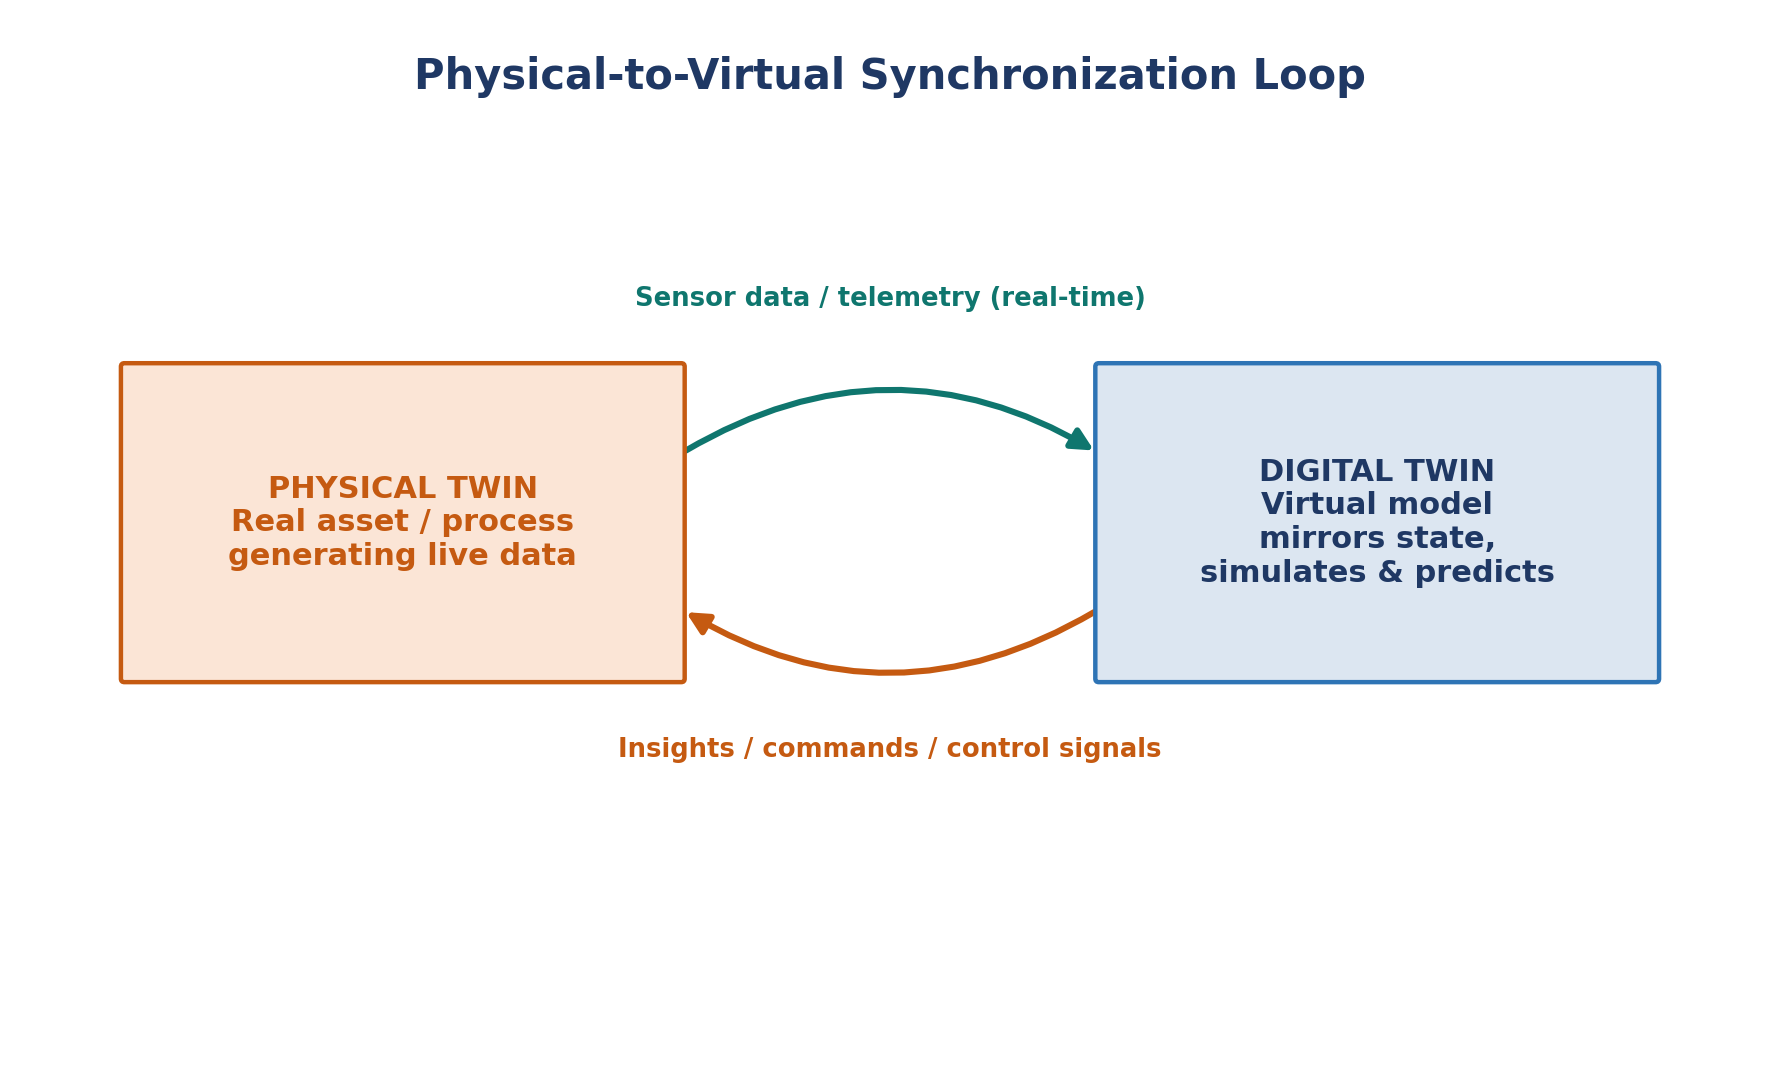 Physical-to-Virtual Synchronization Loop
Sensor data / telemetry (real-time)
PHYSICAL TWIN
Real asset / process
generating live data
DIGITAL TWIN
Virtual model
mirrors state,
simulates & predicts
Insights / commands / control signals